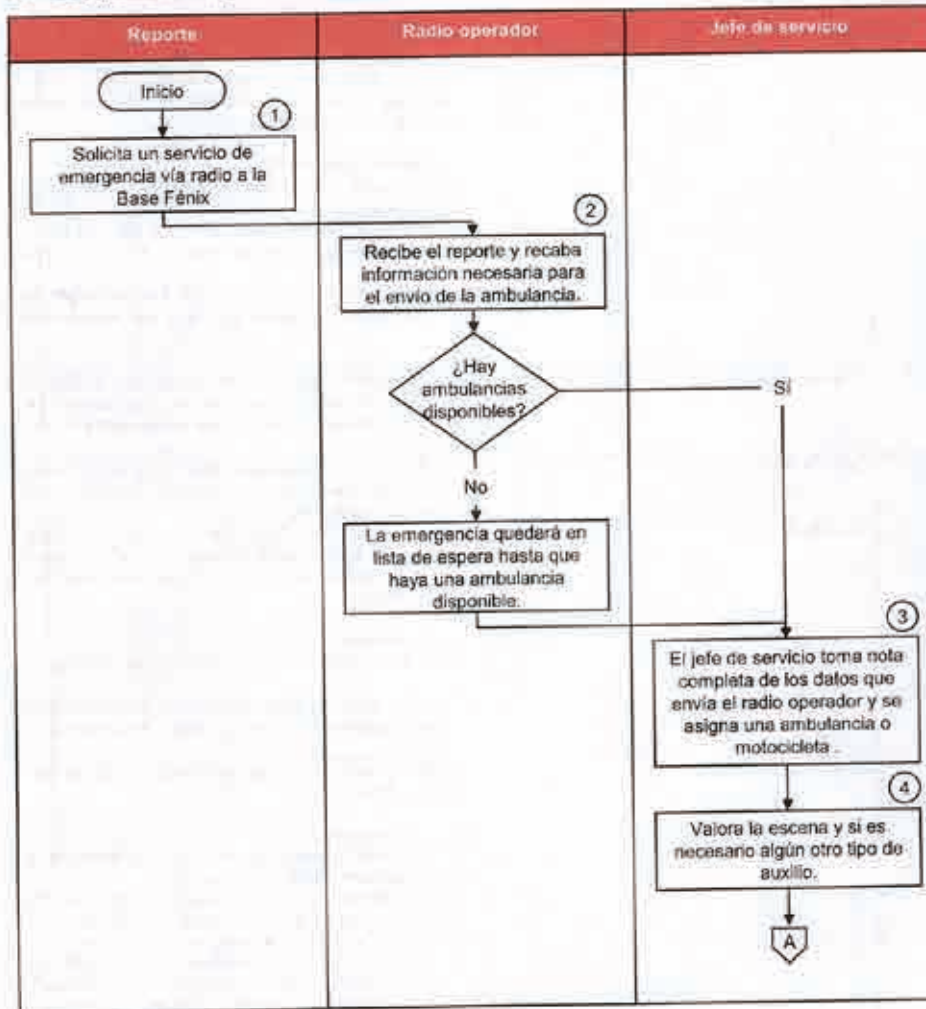 Reporte
Radio operador
Jefe de servicio
Inicio
1
Solicita un servicio de
emergencia vía radio a la
Base Fénix
2
Recibe el reporte y recaba
información necesaria para
el envío de la ambulancia.
¿Hay
ambulancias
disponibles?
Sí
No
La emergencia quedará en
lista de espera hasta que
haya una ambulancia
disponible.
3
El jefe de servicio toma nota
completa de los datos que
envía el radio operador y se
asigna una ambulancia o
motocicleta .
4
Valora la escena y si es
necesario algún otro tipo de
auxilio.
A